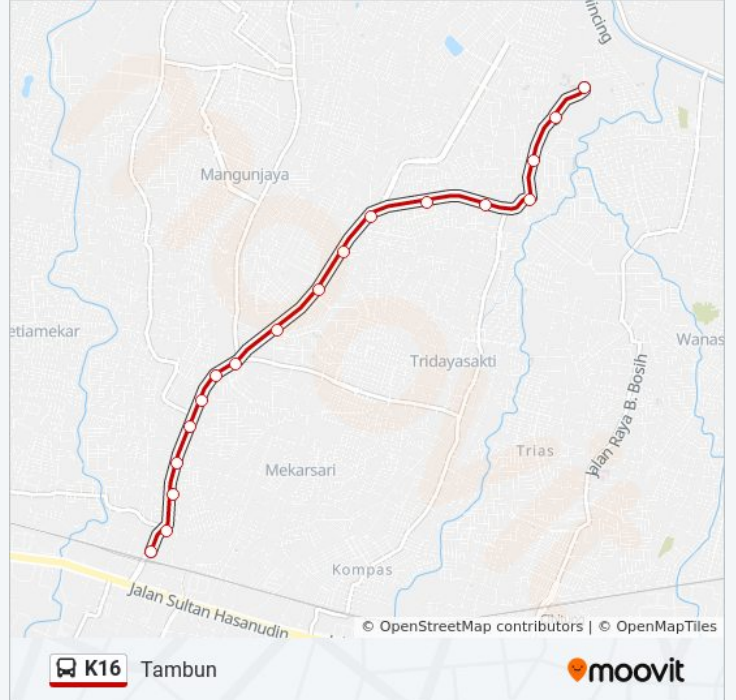 incing
Mangunjaya
etiamekar
Wanas
Tridayasakti
Jalan Raya B. Bosih
Trias
Mekarsari
Kompas
Jalan Sultan Hasanudin
© OpenStreetMap contributors | © OpenMapTiles
K16 Tambun
moovit